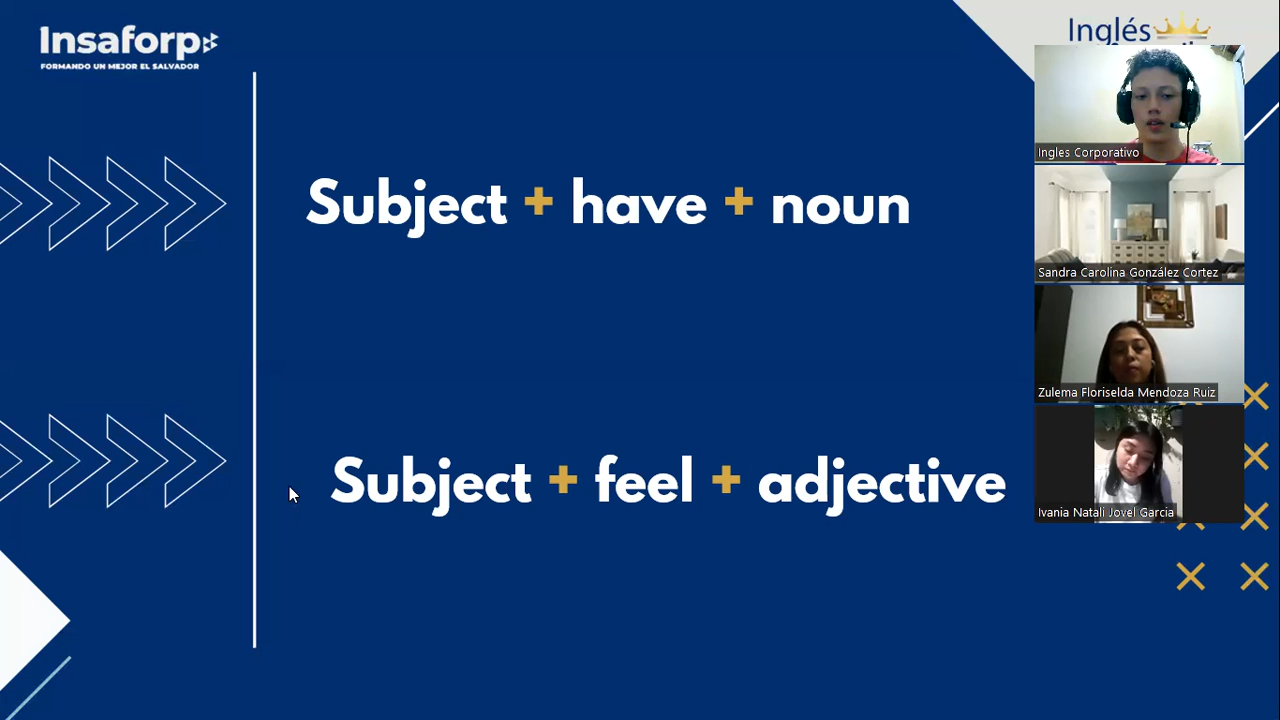 Insaforp
FORMANDO UN MEJOR EL SALVADOR
Inglés
Subject + have + noun
Subject + feel + adjective
Ingles Corporativo
Sandra Carolina González Cortez
Zulema Floriselda Mendoza Ruiz
Ivania Natali Jovel García